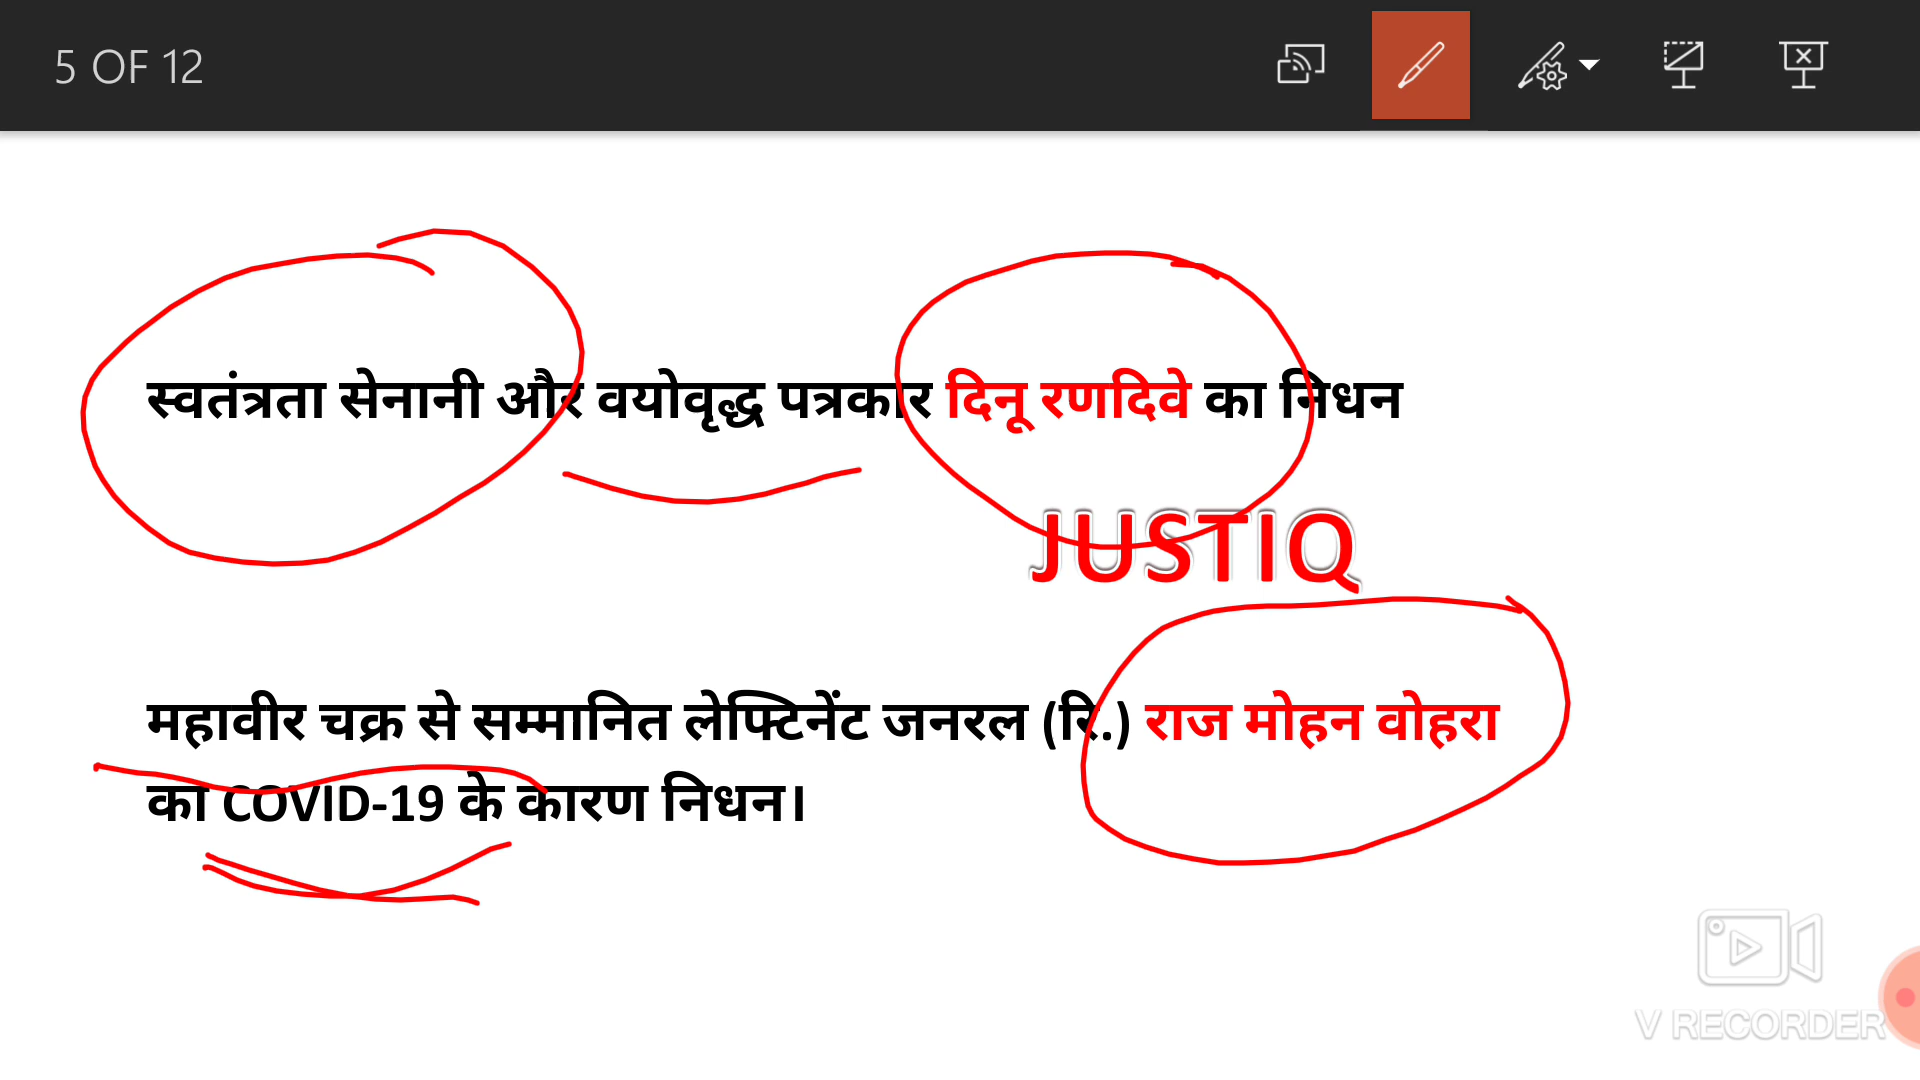 5 OF 12
स्वतंत्रता सेनानी और वयोवृद्ध पत्रकार दिनू रणदिवे का निधन
JUSTIQ
महावीर चक्र से सम्मानित लेफ्टिनेंट जनरल (रि.) राज मोहन वोहरा
का COVID-19 के कारण निधन।
V RECORDER